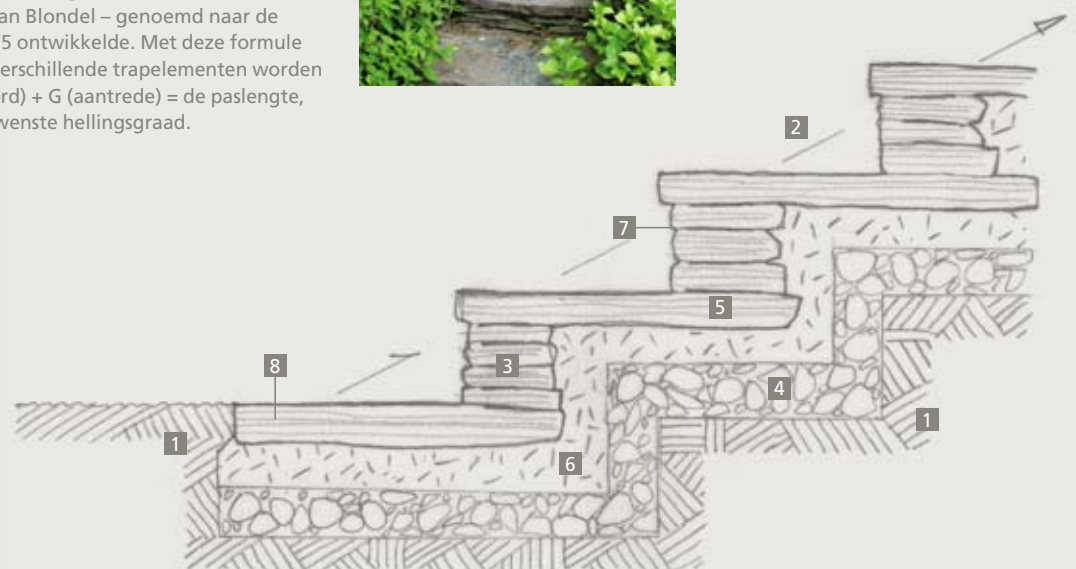 an Blondel – genoemd naar de
5 ontwikkelde. Met deze formule
erschillende trapelementen worden
rd) + G (aantrede) = de paslengte,
wenste hellingsgraad.
2
7
5
8
3
4
1
1
6